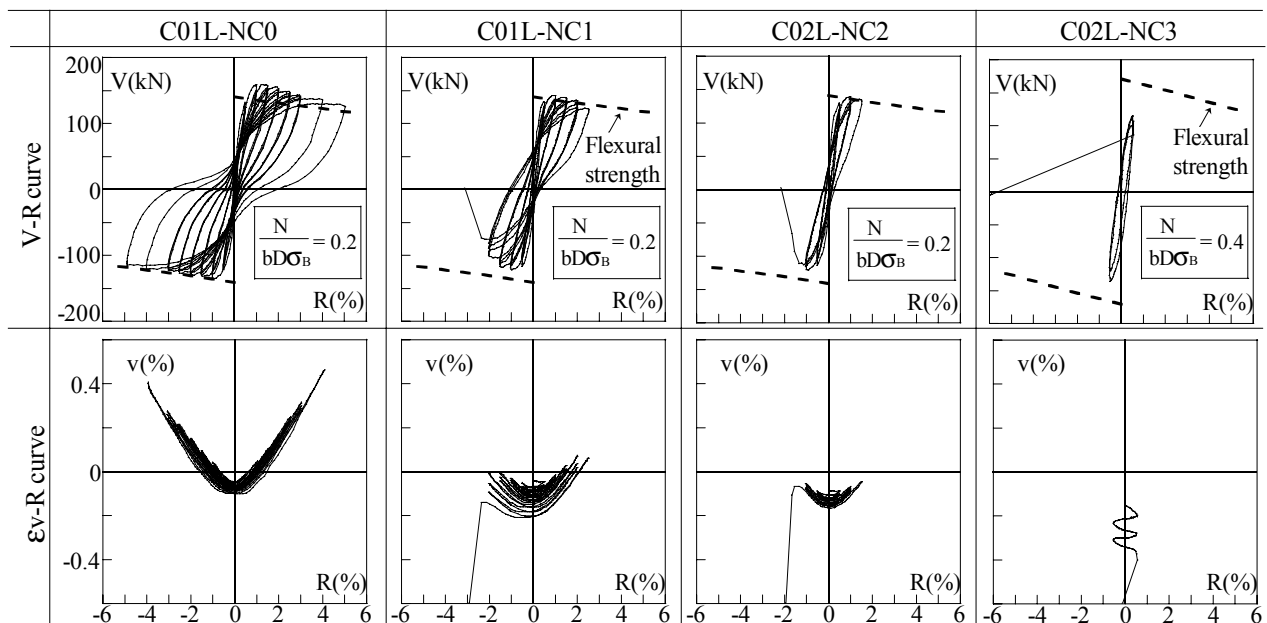 C01L-NC0 C01L-NC1 C02L-NC2 C02L-NC3
V-R curve
200
100
0
-100
-200
V(kN)
N
bDσB
= 0.2
R(%)
V(kN)
Flexural
strength
N
bDσB
= 0.2
R(%)
V(kN)
N
bDσB
= 0.2
R(%)
V(kN)
Flexural
strength
N
bDσB
= 0.4
R(%)
εv-R curve
0.4
0
-0.4
v(%)
R(%)
-6 -4 -2 0 2 4 6
v(%)
R(%)
-6 -4 -2 0 2 4 6
v(%)
R(%)
-6 -4 -2 0 2 4 6
v(%)
R(%)
-6 -4 -2 0 2 4 6